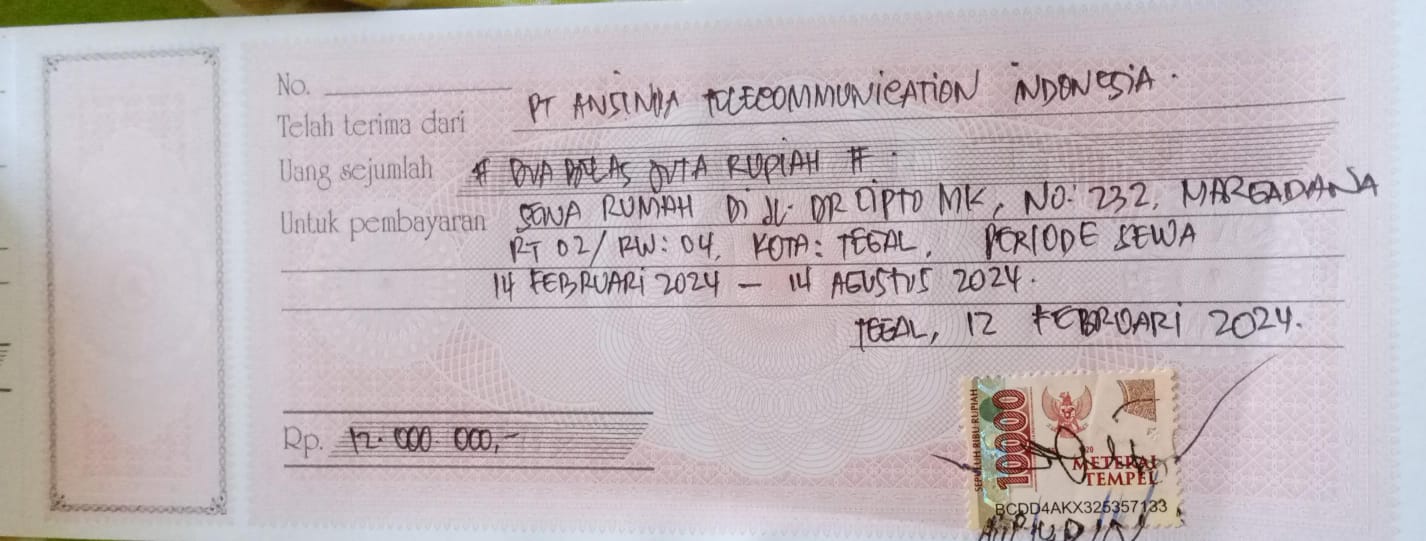 No.
Telah terima dari PT ANSINDA TELECOMMUNICATION INDONESIA.
Uang sejumlah # DUA BELAS JUTA RUPIAH #.
Untuk pembayaran SEWA RUMAH Di JL. DR CIPTO MK, NO: 232, MARGADANA
RT 02/ RW: 04, KOTA: TEGAL, PERIODE SEWA
14 FEBRUARI 2024 – 14 AGUSTUS 2024.
TEGAL, 12 FEBRUARI 2024.
Rp. 12.000.000,-
SEPULUH RIBU RUPIAH
10000
METERAI
TEMPEL
BCDD4AKX325357133